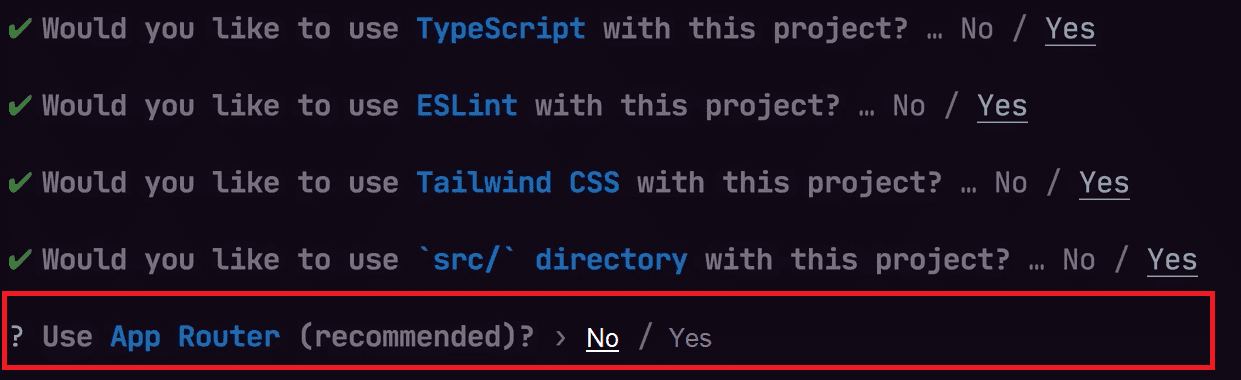 ✔ Would you like to use TypeScript with this project? … No / Yes
✔ Would you like to use ESLint with this project? … No / Yes
✔ Would you like to use Tailwind CSS with this project? … No / Yes
✔ Would you like to use `src/` directory with this project? … No / Yes
? Use App Router (recommended)? › No / Yes